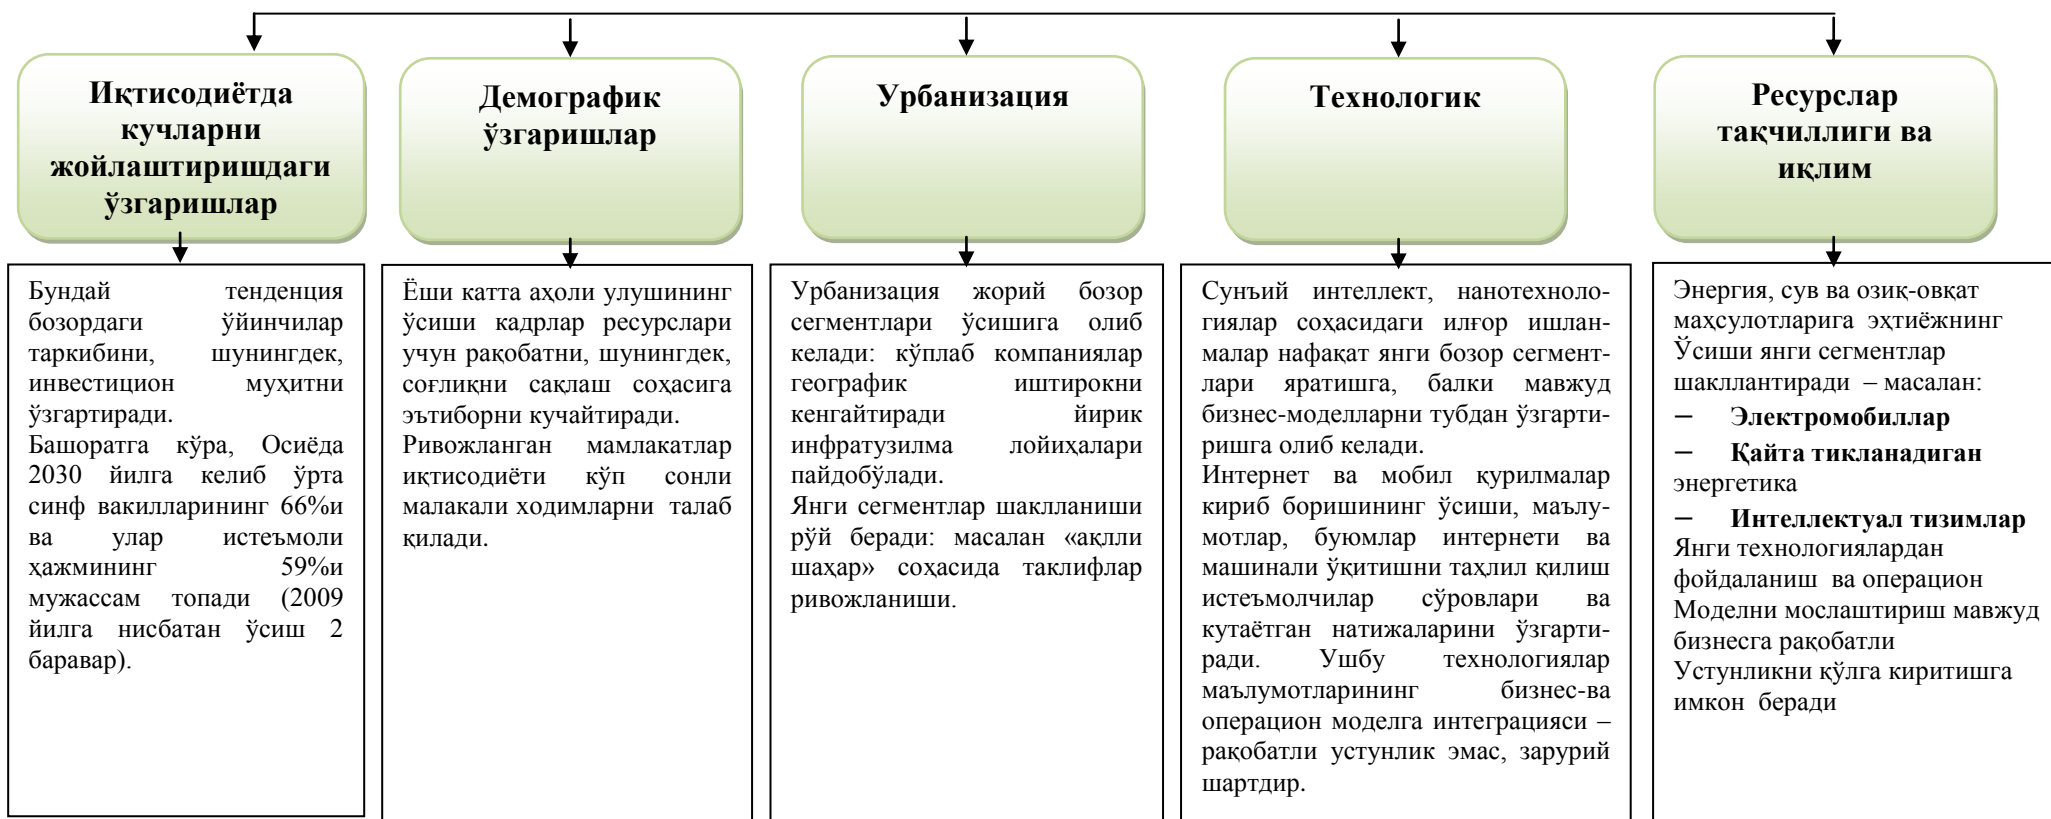 Иқтисодиётда
кучларни
жойлаштиришдаги
ўзгаришлар
Демографик
ўзгаришлар
Урбанизация
Технологик
Ресурслар
тақчиллиги ва
иқлим
Бундай тенденция
бозордаги ўйинчилар
таркибини, шунингдек,
инвестицион муҳитни
ўзгартиради.
Башоратга кўра, Осиёда
2030 йилга келиб ўрта
синф вакилларининг 66%и
ва улар истеъмоли
ҳажмининг 59%и
мужассам топади (2009
йилга нисбатан ўсиш 2
баравар).
Ёши катта аҳоли улушининг
ўсиши кадрлар ресурслари
учун рақобатни, шунингдек,
соғлиқни сақлаш соҳасига
эътиборни кучайтиради.
Ривожланган мамлакатлар
иқтисодиёти кўп сонли
малакали ходимларни талаб
қилади.
Урбанизация жорий бозор
сегментлари ўсишига олиб
келади: кўплаб компаниялар
географик иштирокни
кенгайтиради йирик
инфратузилма лойиҳалари
пайдобўлади.
Янги сегментлар шаклланиши
рўй беради: масалан «ақлли
шаҳар» соҳасида таклифлар
ривожланиши.
Сунъий интеллект, нанотехноло-
гиялар соҳасидаги илғор ишлан-
малар нафақат янги бозор сегмент-
лари яратишга, балки мавжуд
бизнес-моделларни тубдан ўзгарти-
ришга олиб келади.
Интернет ва мобил қурилмалар
кириб боришининг ўсиши, маълу-
мотлар, буюмлар интернети ва
машинали ўқитишни таҳлил қилиш
истеъмолчилар сўровлари ва
кутаётган натижаларини ўзгарти-
ради. Ушбу технологиялар
маълумотларининг бизнес-ва
операцион моделга интеграцияси –
рақобатли устунлик эмас, зарурий
шартдир.
Энергия, сув ва озиқ-овқат
маҳсулотларига эҳтиёжнинг
Ўсиши янги сегментлар
шакллантиради – масалан:
– Электромобиллар
– Қайта тикланадиган
энергетика
– Интеллектуал тизимлар
Янги технологиялардан
фойдаланиш ва операцион
Моделни мослаштириш мавжуд
бизнесга рақобатли
Устунликни қўлга киритишга
имкон беради